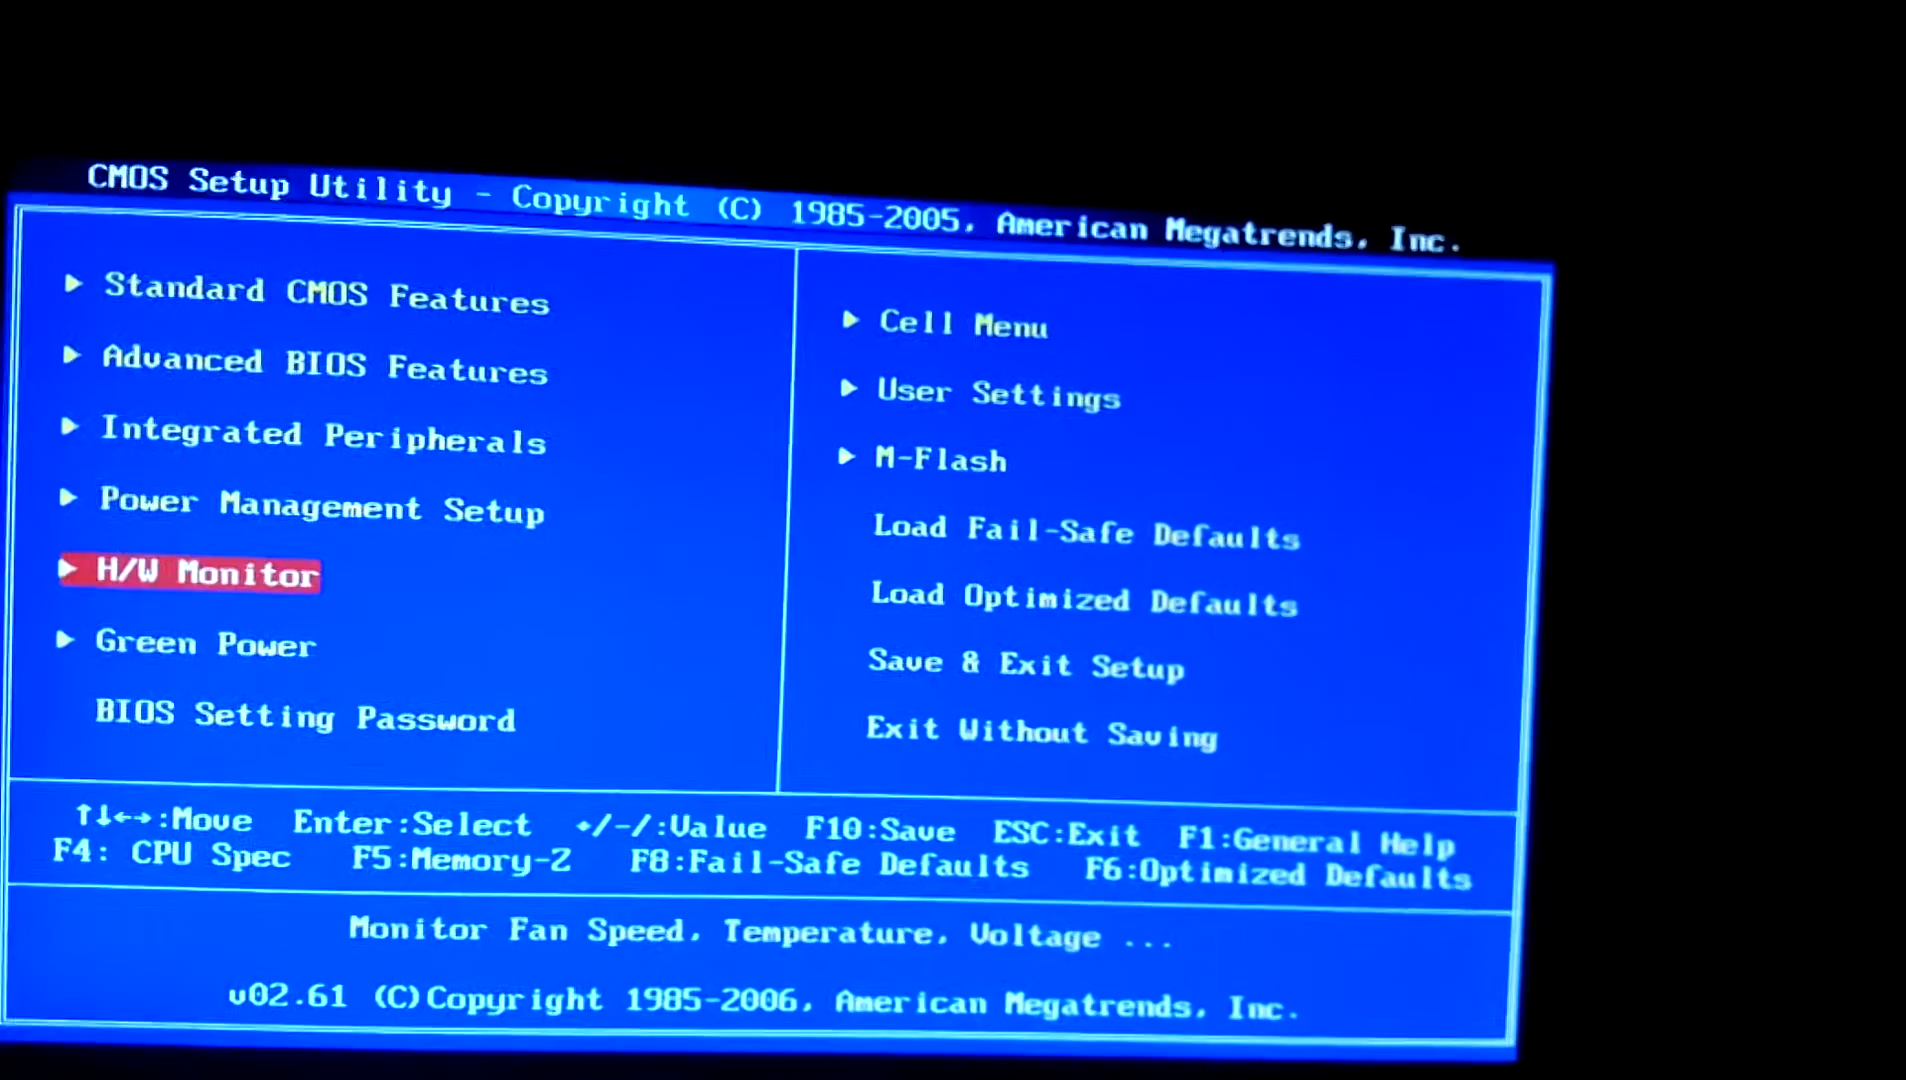 CMOS Setup Utility - Copyright (C) 1985-2005, American Megatrends, Inc.
► Standard CMOS Features
► Advanced BIOS Features
► Integrated Peripherals
► Power Management Setup
► H/W Monitor
► Green Power
BIOS Setting Password
► Cell Menu
► User Settings
► M-Flash
Load Fail-Safe Defaults
Load Optimized Defaults
Save & Exit Setup
Exit Without Saving
↑↓←→:Move Enter:Select +/-/:Value F10:Save ESC:Exit F1:General Help
F4: CPU Spec F5:Memory-Z F8:Fail-Safe Defaults F6:Optimized Defaults
Monitor Fan Speed, Temperature, Voltage ...
v02.61 (C)Copyright 1985-2006, American Megatrends, Inc.